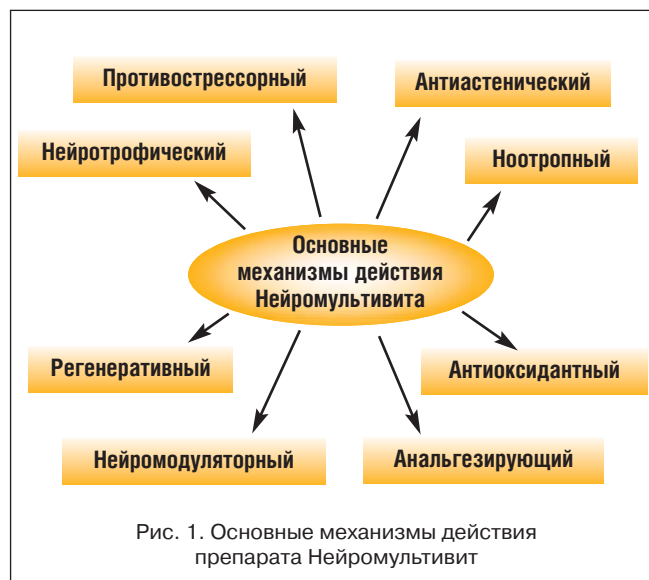 Противострессорный
Антиастенический
Нейротрофический
Ноотропный
Основные
механизмы действия
Нейромультивита
Регенеративный
Антиоксидантный
Нейромодуляторный
Анальгезирующий
Рис. 1. Основные механизмы действия
препарата Нейромультивит